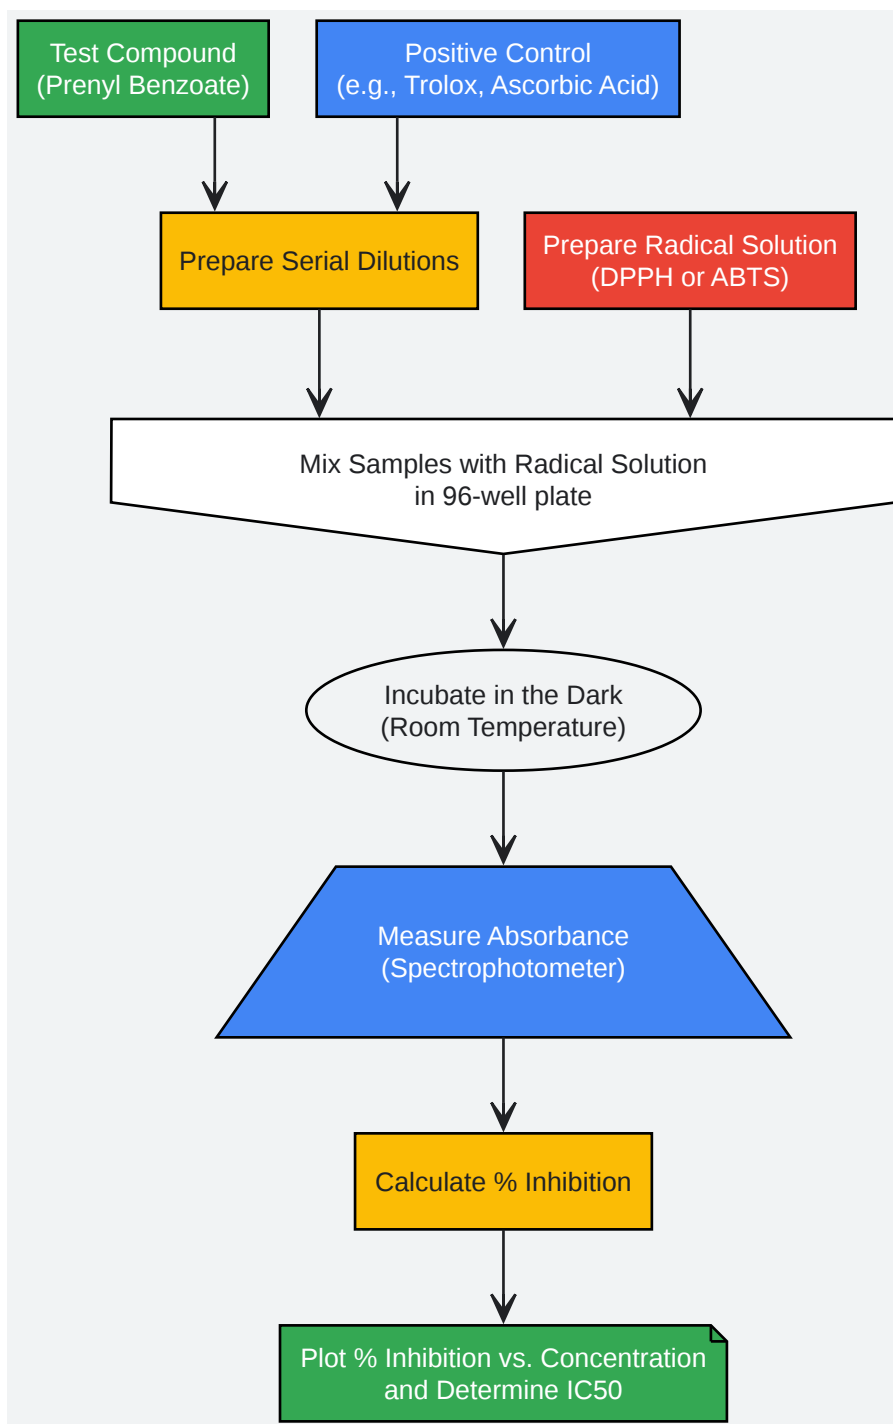 Test Compound
(Prenyl Benzoate)
Positive Control
(e.g., Trolox, Ascorbic Acid)
Prepare Serial Dilutions
Prepare Radical Solution
(DPPH or ABTS)
Mix Samples with Radical Solution
in 96-well plate
Incubate in the Dark
(Room Temperature)
Measure Absorbance
(Spectrophotometer)
Calculate % Inhibition
Plot % Inhibition vs. Concentration
and Determine IC50